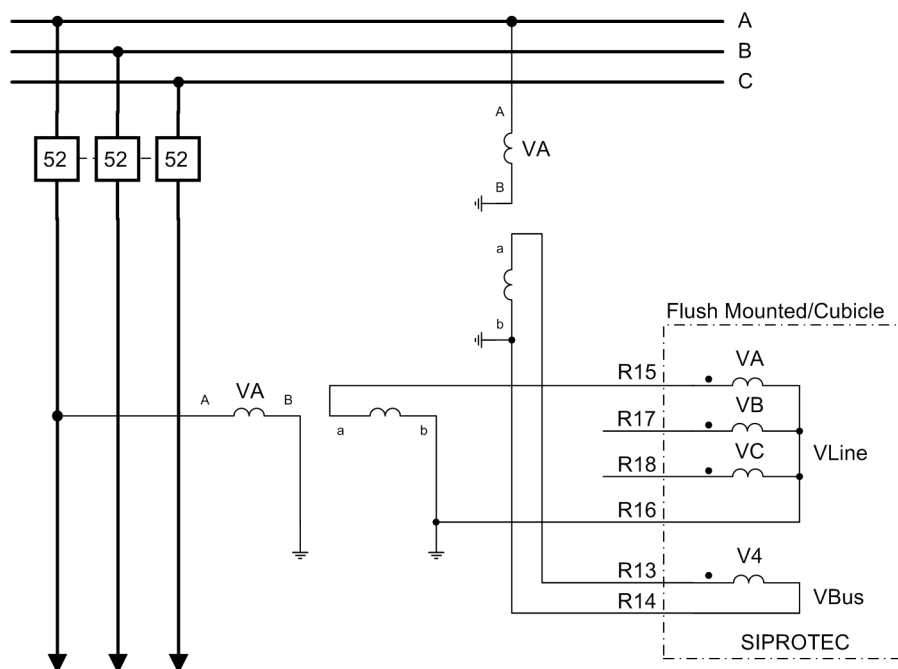 A
B
C
52 52 52
A
VA
B
a
b
Flush Mounted/Cubicle
R15 VA
R17 VB
R18 VC
VLine
R16
A VA B
a b
R13 V4
R14
VBus
SIPROTEC